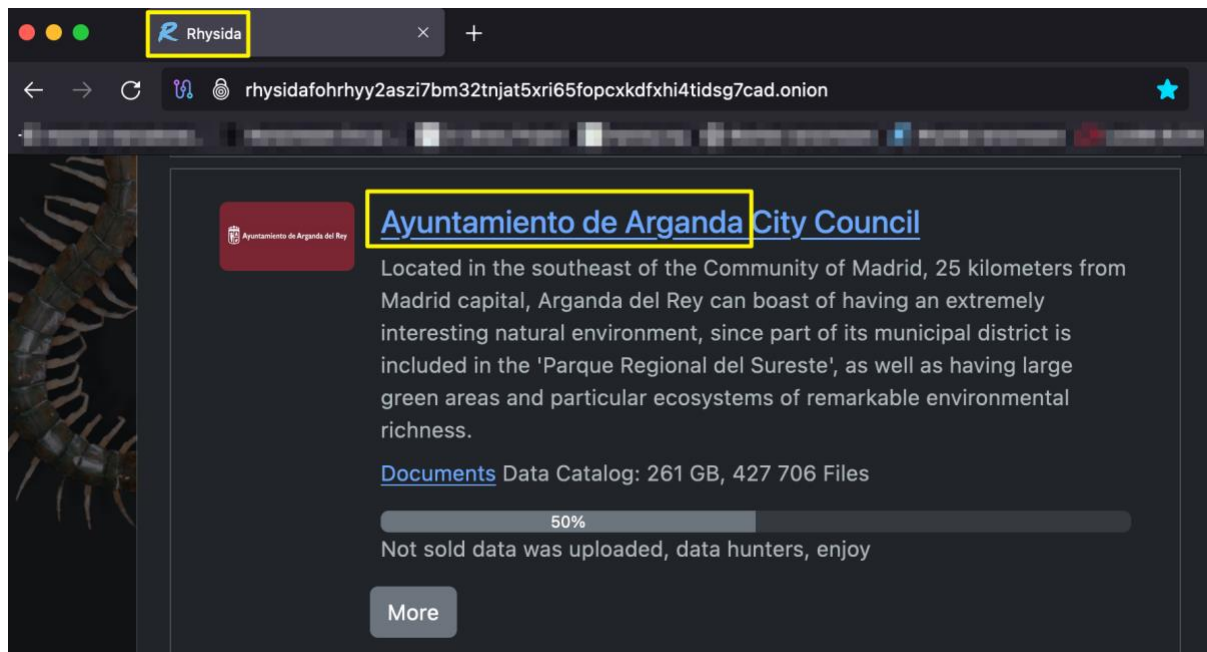 Rhysida
rhysidafohrhyy2aszi7bm32tnjat5xri65fopcxkdfxhi4tidsg7cad.onion
Ayuntamiento de Arganda del Rey
Ayuntamiento de Arganda City Council
Located in the southeast of the Community of Madrid, 25 kilometers from
Madrid capital, Arganda del Rey can boast of having an extremely
interesting natural environment, since part of its municipal district is
included in the 'Parque Regional del Sureste', as well as having large
green areas and particular ecosystems of remarkable environmental
richness.
Documents Data Catalog: 261 GB, 427 706 Files
50%
Not sold data was uploaded, data hunters, enjoy
More